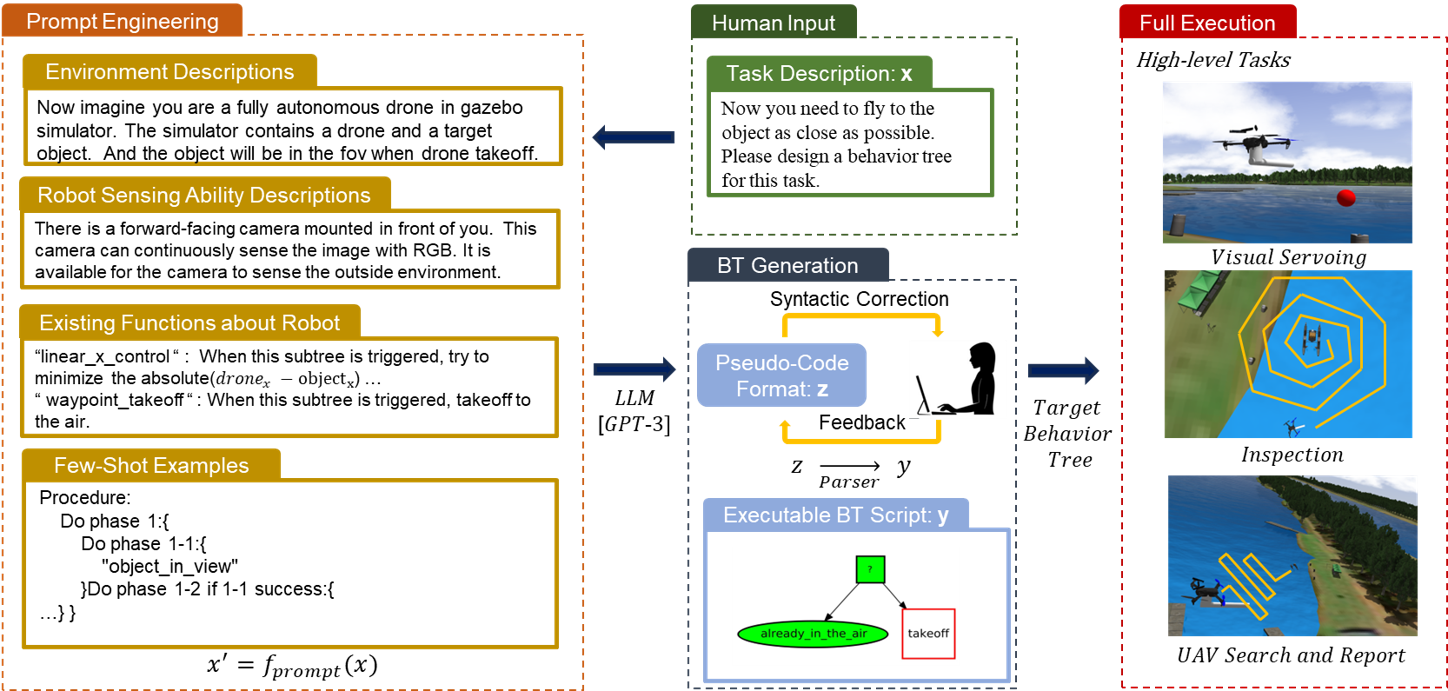 Prompt Engineering
Environment Descriptions
Now imagine you are a fully autonomous drone in gazebo
simulator. The simulator contains a drone and a target
object. And the object will be in the fov when drone takeoff.
Robot Sensing Ability Descriptions
There is a forward-facing camera mounted in front of you. This
camera can continuously sense the image with RGB. It is
available for the camera to sense the outside environment.
Existing Functions about Robot
“linear_x_control“ : When this subtree is triggered, try to
minimize the absolute(droneₓ − objectₓ) …
“ waypoint_takeoff“ : When this subtree is triggered, takeoff to
the air.
Few-Shot Examples
Procedure:
Do phase 1:{
Do phase 1-1:{
"object_in_view"
}Do phase 1-2 if 1-1 success:{
…} }
x′ = f_prompt(x)
Human Input
Task Description: x
Now you need to fly to the
object as close as possible.
Please design a behavior tree
for this task.
LLM
[GPT-3]
BT Generation
Syntactic Correction
Pseudo-Code
Format: z
Feedback
z → y
Parser
Executable BT Script: y
?
already_in_the_air
takeoff
Target
Behavior
Tree
Full Execution
High-level Tasks
Visual Servoing
Inspection
UAV Search and Report